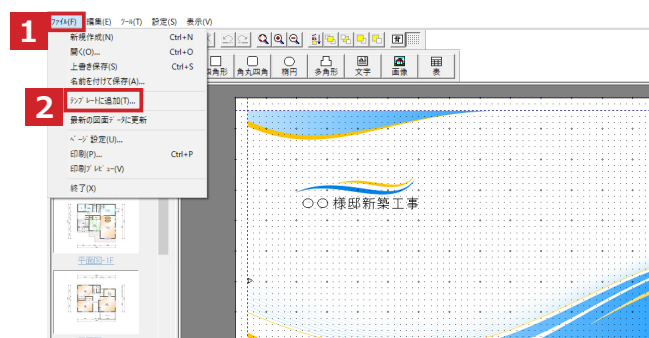 1
ファイル(F) 編集(E) ツール(T) 設定(S) 表示(V)
新規作成(N) Ctrl+N
開く(O)... Ctrl+O
上書き保存(S) Ctrl+S
名前を付けて保存(A)...
2
テンプレートに追加(T)...
最新の図面データに更新
ページ設定(U)...
印刷(P)... Ctrl+P
印刷プレビュー(V)
終了(X)
四角形 角丸四角 楕円 多角形 文字 画像 表
〇〇様邸新築工事
平面図-1F